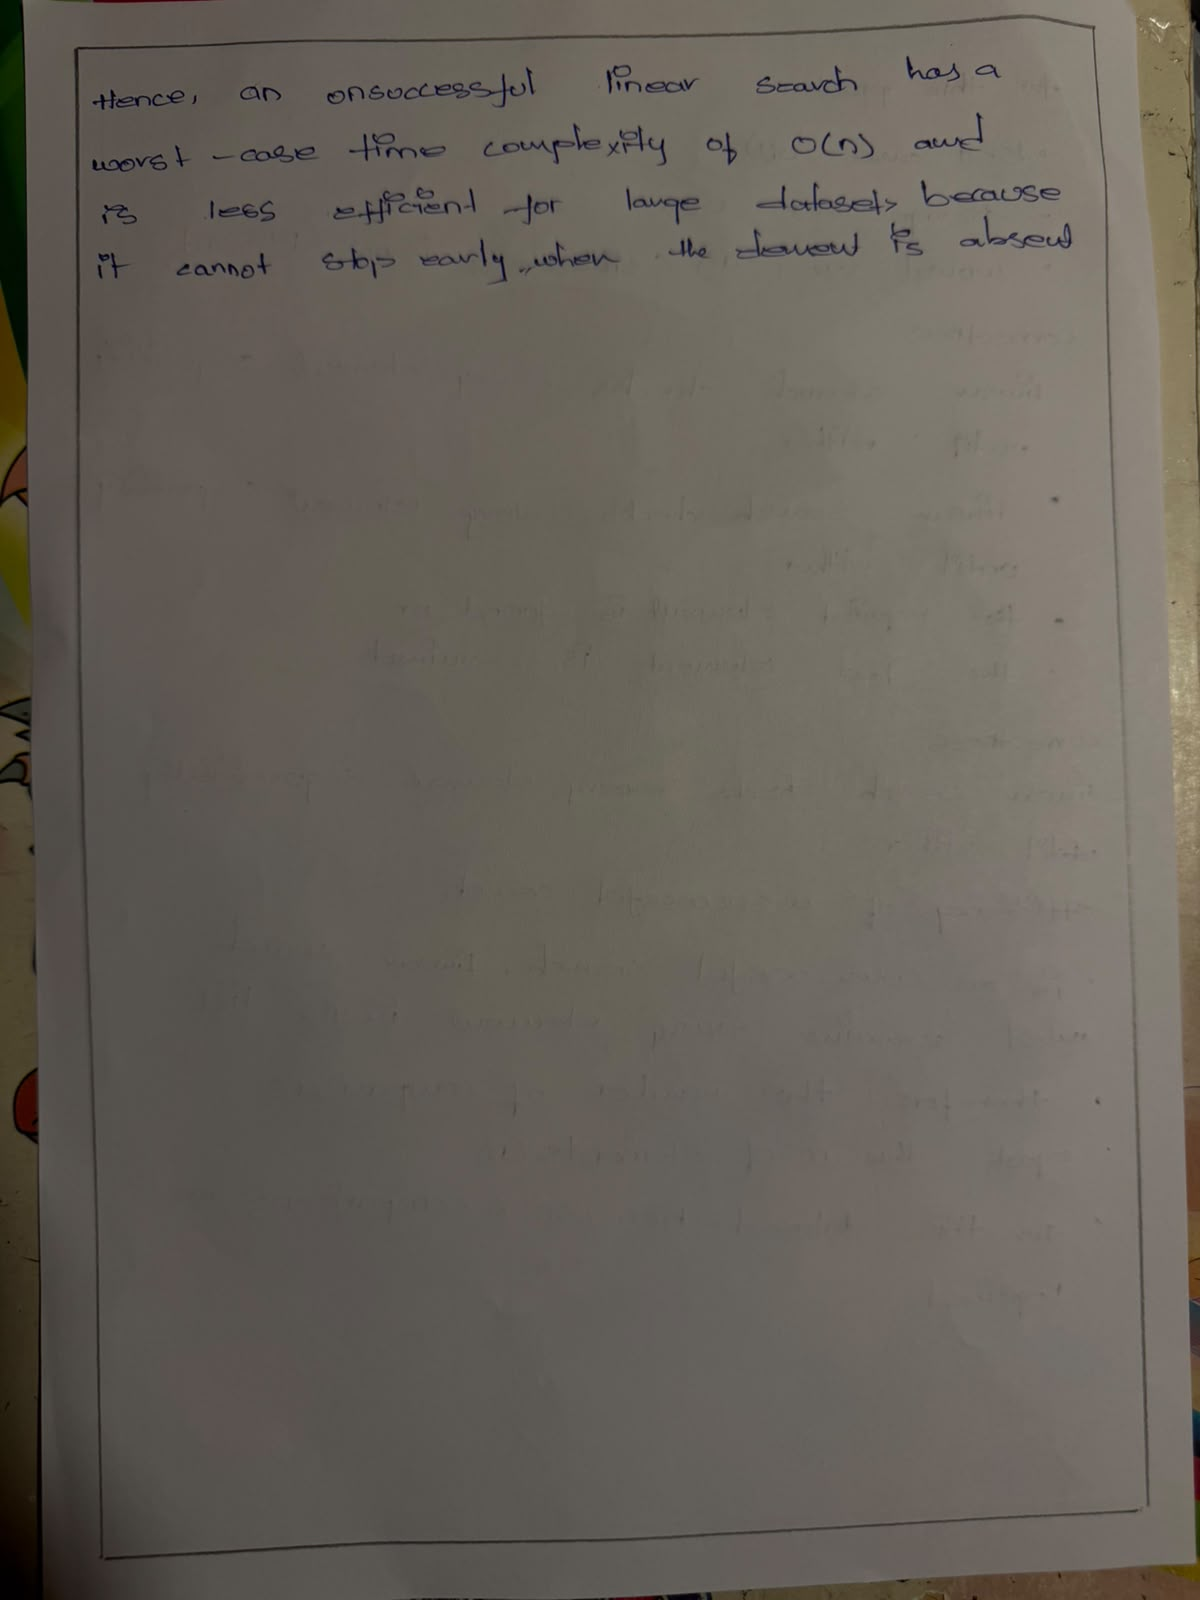 Hence, an onsuccessful linear search has a
worst-case time complexity of O(n) and
is less efficient for large datasets because
it cannot stop early when the element is absent